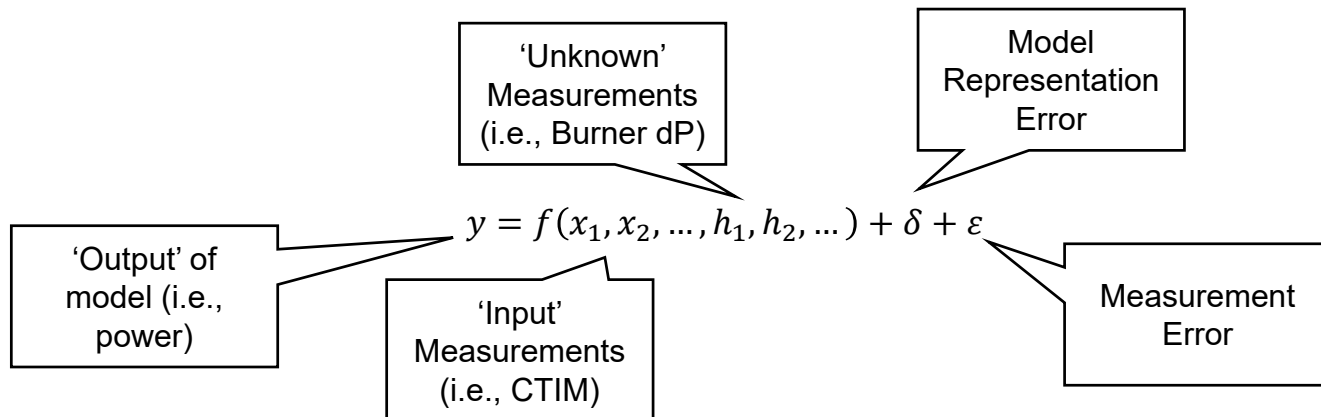 ‘Unknown’
Measurements
(i.e., Burner dP)
Model
Representation
Error
y = f(x₁, x₂, …, h₁, h₂, …) + δ + ε
‘Output’ of
model (i.e.,
power)
‘Input’
Measurements
(i.e., CTIM)
Measurement
Error